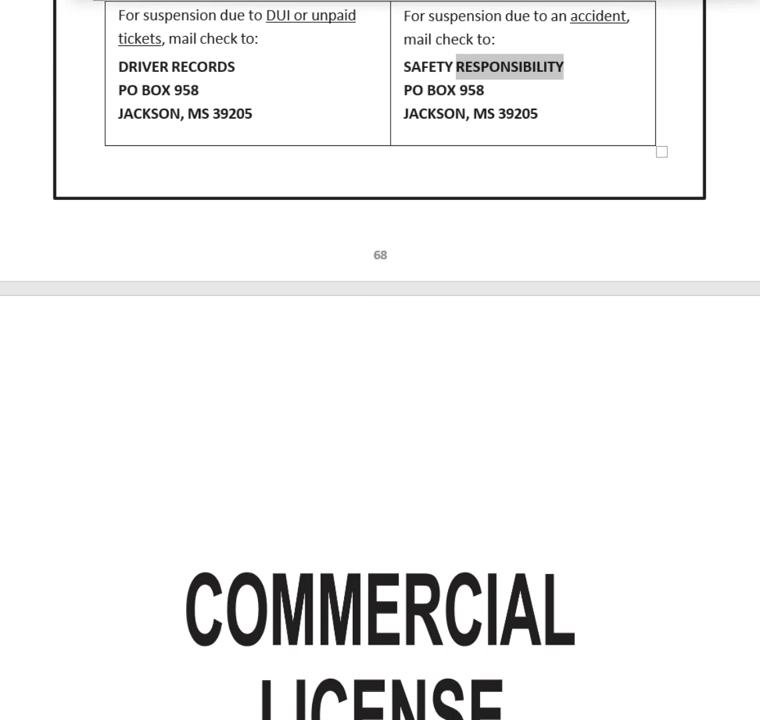 For suspension due to DUI or unpaid
tickets, mail check to:
DRIVER RECORDS
PO BOX 958
JACKSON, MS 39205
For suspension due to an accident,
mail check to:
SAFETY RESPONSIBILITY
PO BOX 958
JACKSON, MS 39205
68
COMMERCIAL
LICENSE